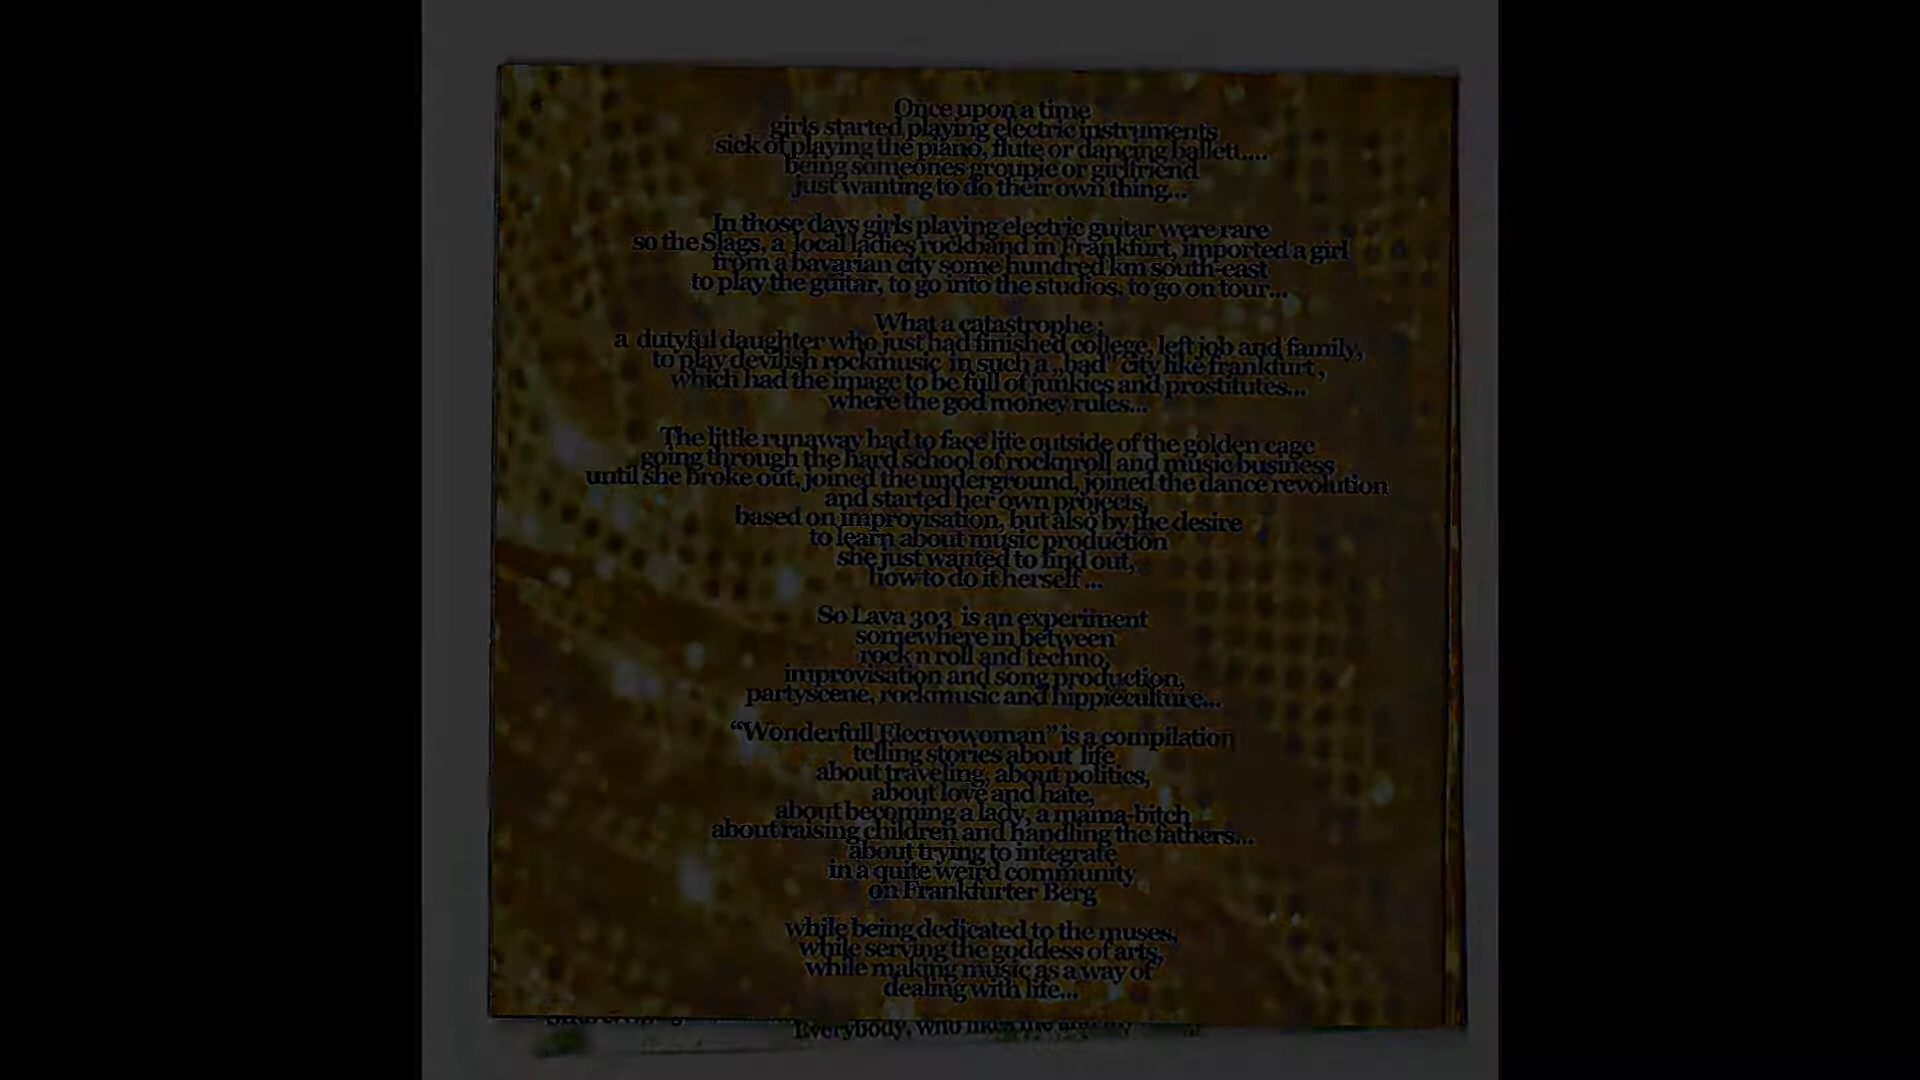 Once upon a time
girls started playing electric instruments
sick of playing the piano, flute or dancing ballett....
being someones groupie or girlfriend
just wanting to do their own thing...
In those days girls playing electric guitar were rare
so the Slags, a local ladies rockband in Frankfurt, imported a girl
from a bavarian city some hundred km south-east
to play the guitar, to go into the studios, to go on tour...
What a catastrophe :
a dutyful daughter who just had finished college, left job and family,
to play devilish rockmusic in such a „bad" city like frankfurt ,
which had the image to be full of junkies and prostitutes...
where the god money rules...
The little runaway had to face life outside of the golden cage
going through the hard school of rocknroll and music business
until she broke out, joined the underground, joined the dance revolution
and started her own projects,
based on improvisation, but also by the desire
to learn about music production
she just wanted to find out,
how to do it herself ...
So Lava 303 is an experiment
somewhere in between
rock n roll and techno,
improvisation and song production,
partyscene, rockmusic and hippieculture...
“Wonderfull Electrowoman” is a compilation
telling stories about life,
about traveling, about politics,
about love and hate,
about becoming a lady, a mama-bitch
about raising children and handling the fathers...
about trying to integrate
in a quite weird community
on Frankfurter Berg
while being dedicated to the muses,
while serving the goddess of arts,
while making music as a way of
dealing with life...
Everybody, who likes me